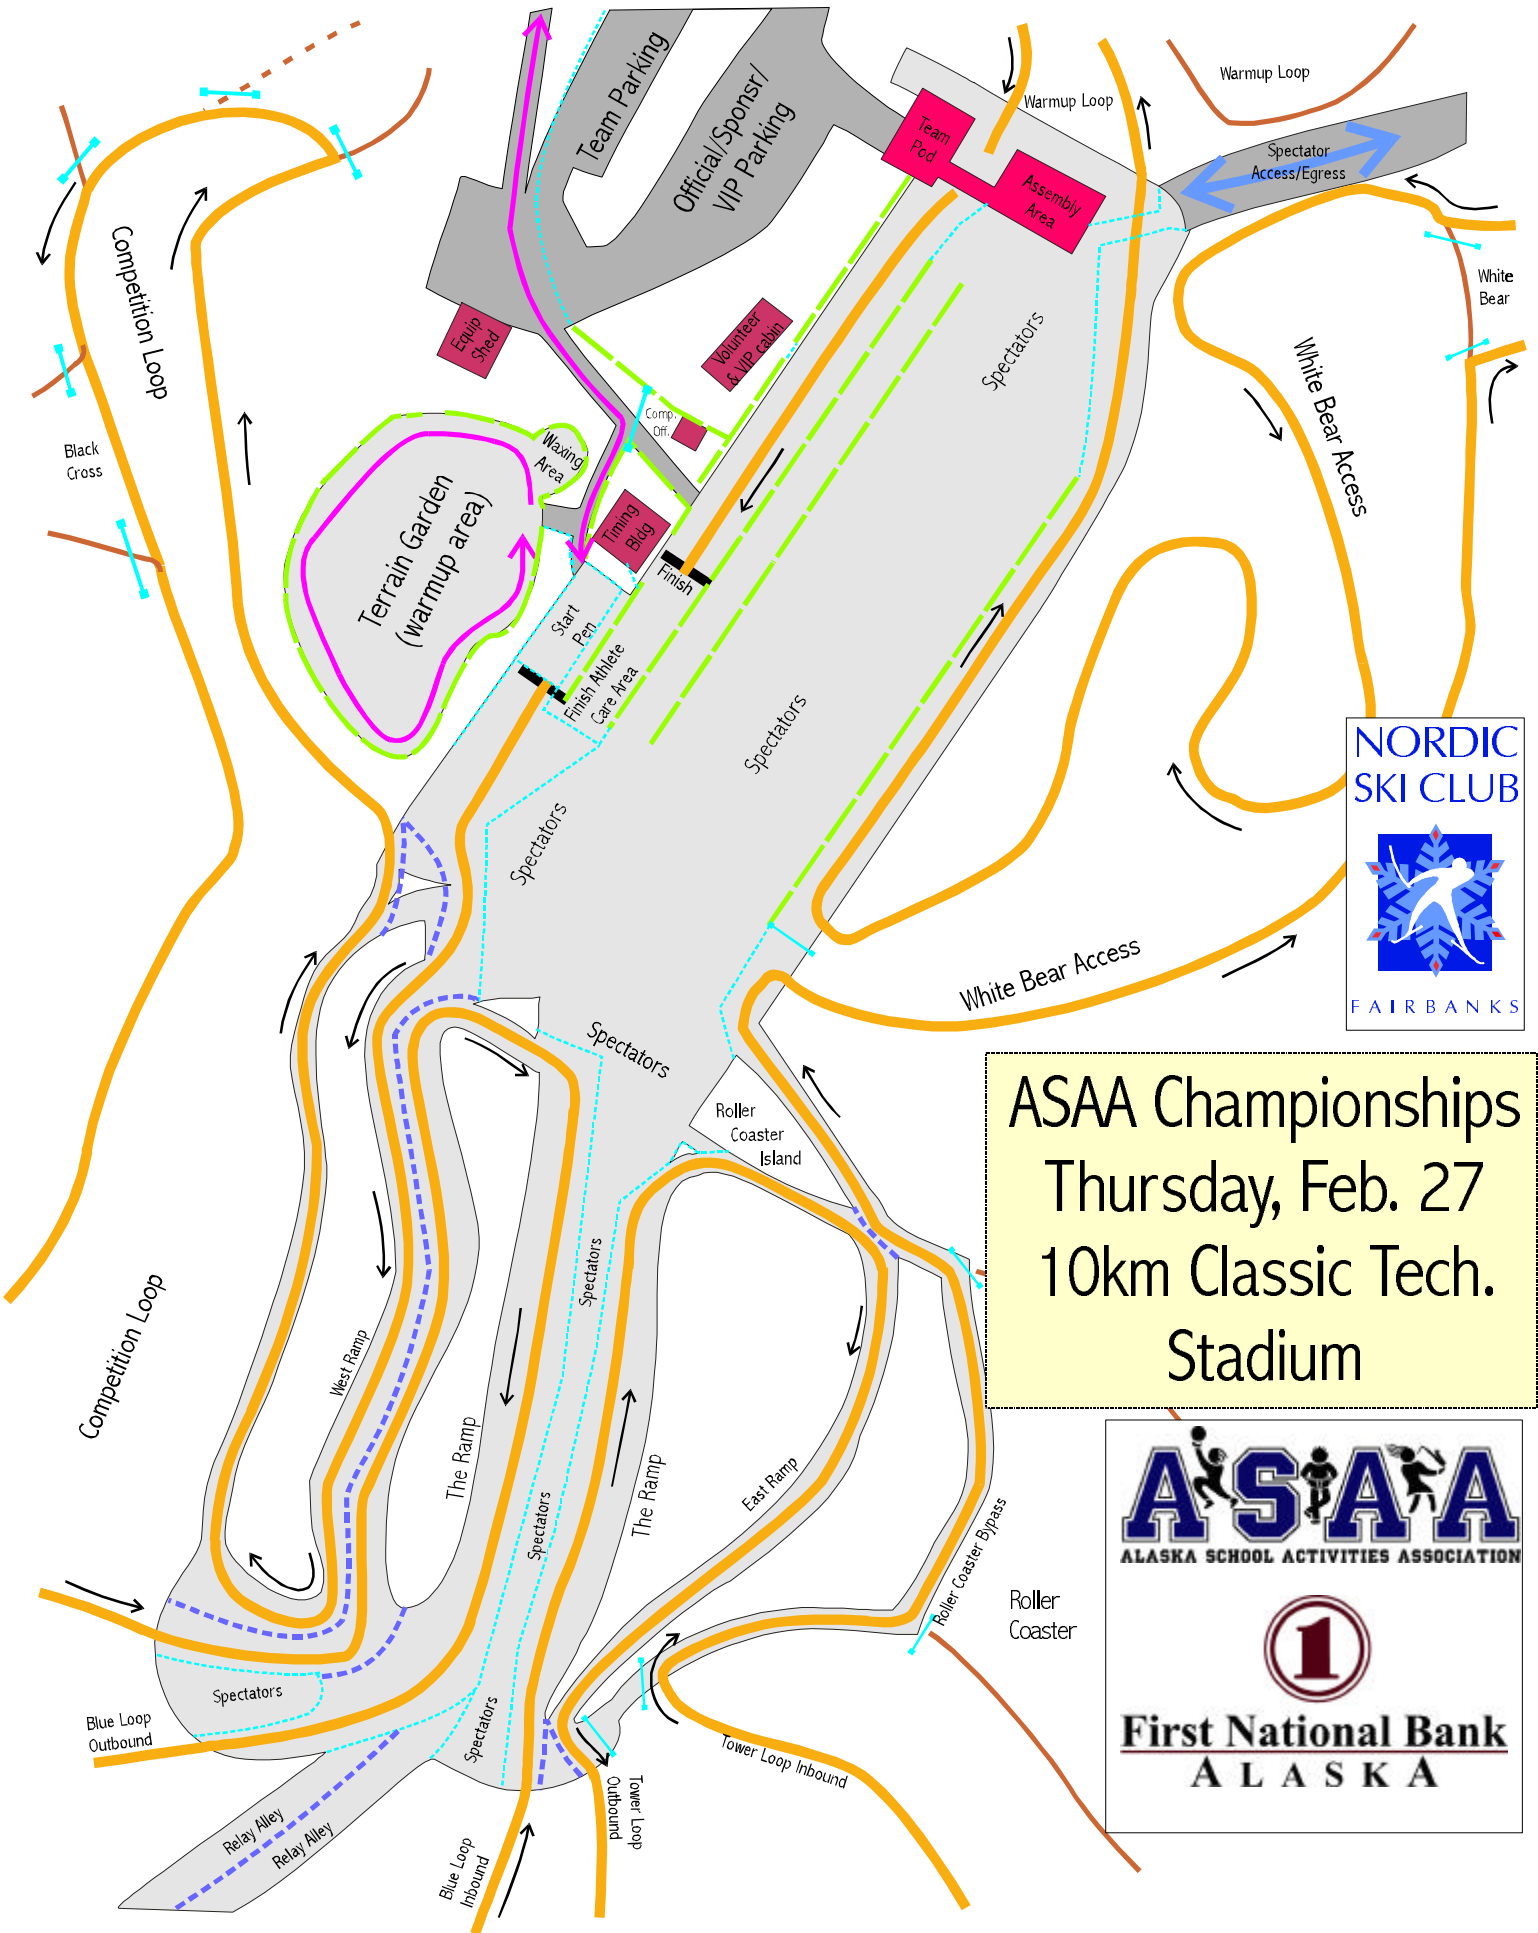 Team Parking
Official/Sponsr/
VIP Parking
Warmup Loop
Warmup Loop
Team
Pod
Assembly
Area
Spectator
Access/Egress
White
Bear
Competition Loop
Equip
Shed
Volunteer
& VIP cabin
Comp.
Off.
Spectators
White Bear Access
Black
Cross
Waxing
Area
Terrain Garden
(warmup area)
Timing
Bldg
Finish
Start
Pen
Finish Athlete
Care Area
Spectators
Spectators
NORDIC
SKI CLUB
FAIRBANKS
White Bear Access
Spectators
Roller
Coaster
Island
ASAA Championships
Thursday, Feb. 27
10km Classic Tech.
Stadium
Competition Loop
West Ramp
Spectators
The Ramp
The Ramp
Spectators
East Ramp
Roller Coaster Bypass
Roller
Coaster
ASAA
ALASKA SCHOOL ACTIVITIES ASSOCIATION
1
First National Bank
ALASKA
Spectators
Spectators
Blue Loop
Outbound
Tower Loop
Outbound
Tower Loop Inbound
Relay Alley
Relay Alley
Blue Loop
Inbound